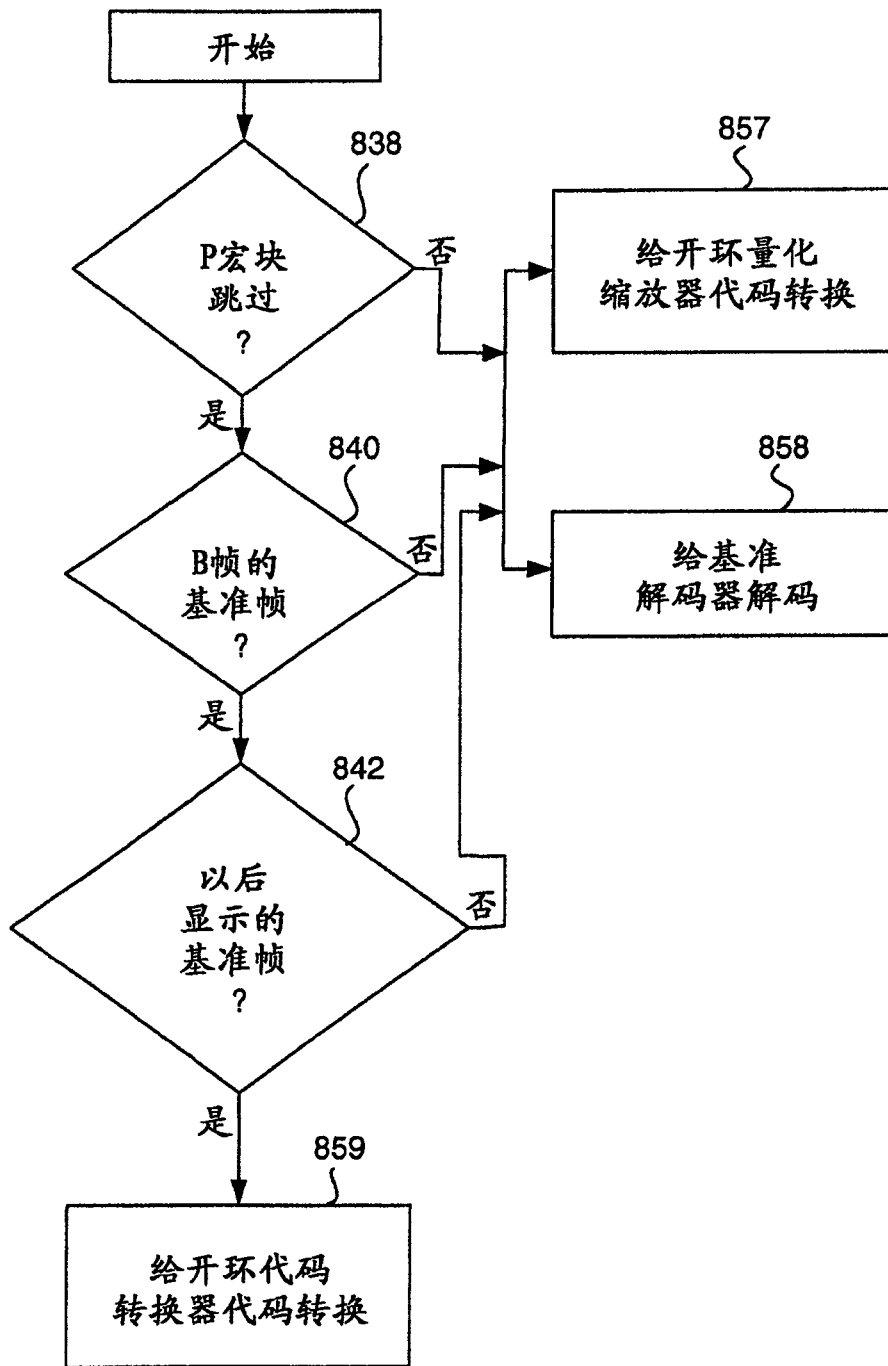 开始
838
P宏块
跳过
?
否
是
857
给开环量化
缩放器代码转换
840
B帧的
基准帧
?
否
是
858
给基准
解码器解码
842
以后
显示的
基准帧
?
否
是
859
给开环代码
转换器代码转换